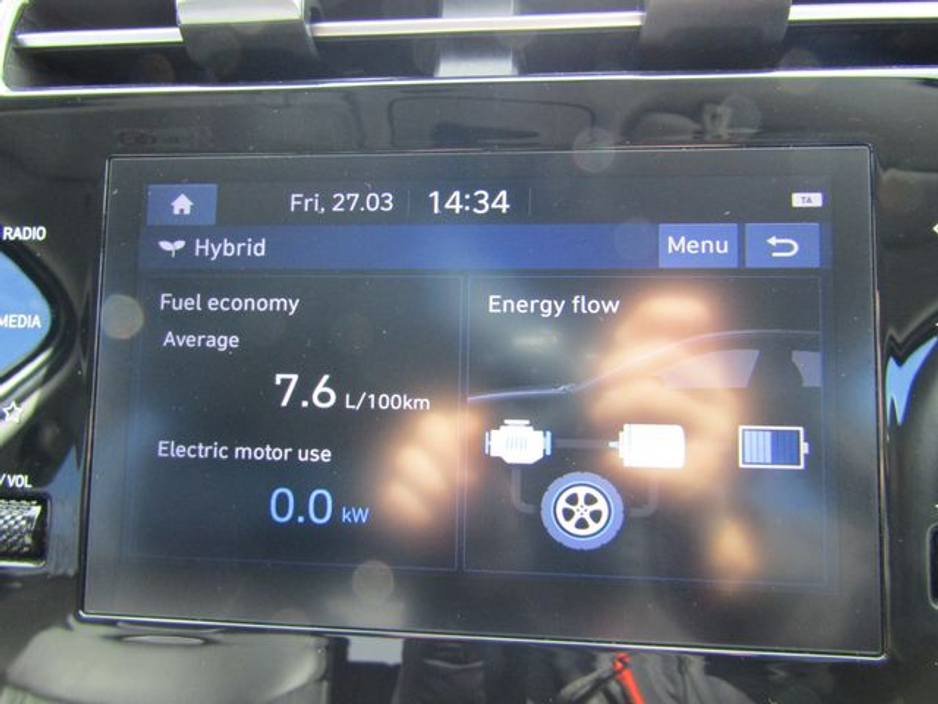 RADIO
MEDIA
/ VOL
Fri, 27.03
14:34
TA
Hybrid
Menu
Fuel economy
Average
7.6 L/100km
Electric motor use
0.0 kW
Energy flow